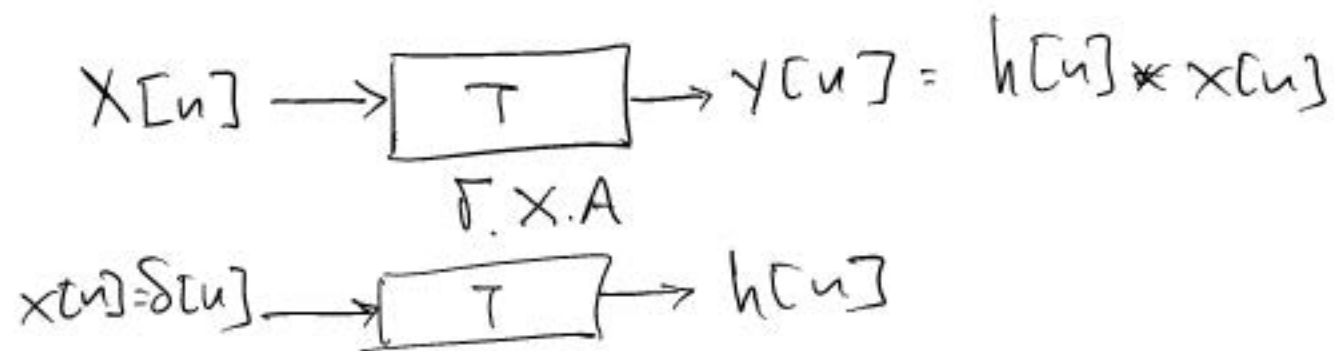 X[n] → T → y[n] = h[n] * x[n]
Γ.Χ.Α
x[n]=δ[n] → T → h[n]